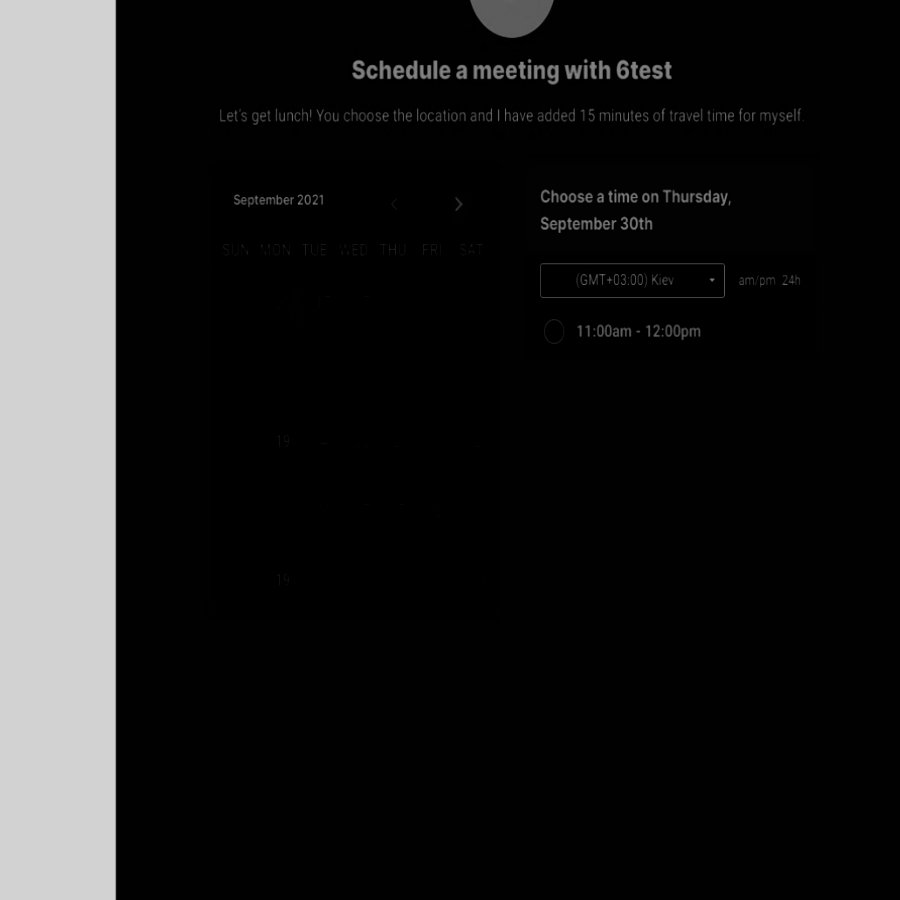 Schedule a meeting with 6test
Let's get lunch! You choose the location and I have added 15 minutes of travel time for myself.
September 2021
SUN MON TUE WED THU FRI SAT
19
19
Choose a time on Thursday,
September 30th
(GMT+03:00) Kiev
am/pm 24h
11:00am - 12:00pm